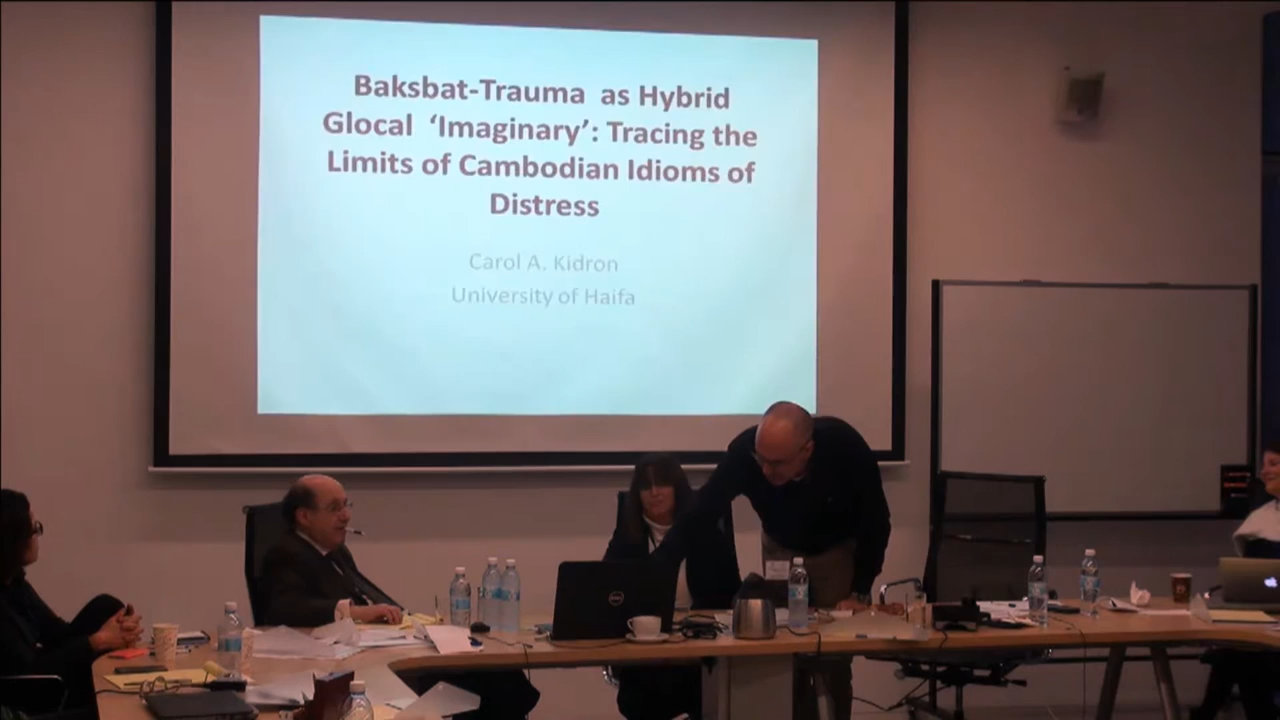 Baksbat-Trauma as Hybrid
Glocal ‘Imaginary’: Tracing the
Limits of Cambodian Idioms of
Distress
Carol A. Kidron
University of Haifa
DELL